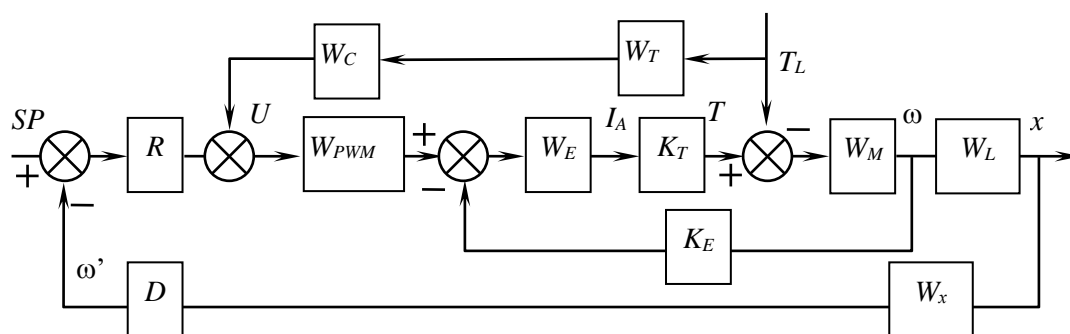 W_C
W_T
T_L
SP
+
R
U
W_PWM
+
−
W_E
I_A
K_T
T
+
−
W_M
ω
W_L
x
−
K_E
ω'
D
W_x